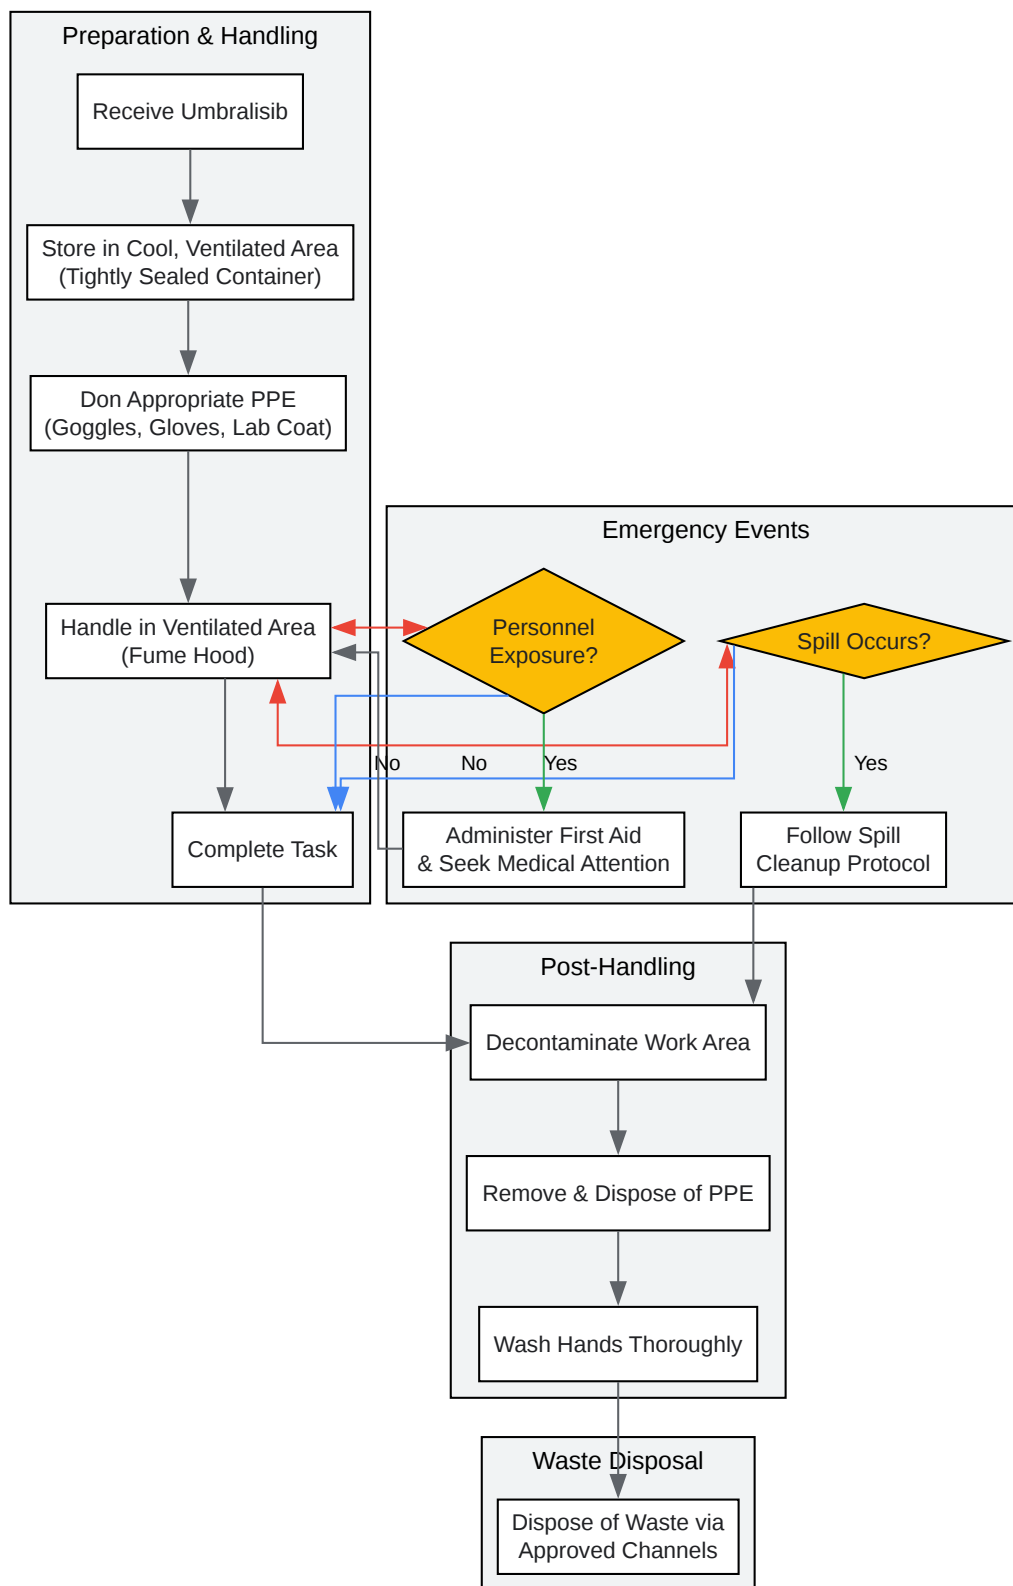 Preparation & Handling
Receive Umbralisib
Store in Cool, Ventilated Area
(Tightly Sealed Container)
Don Appropriate PPE
(Goggles, Gloves, Lab Coat)
Handle in Ventilated Area
(Fume Hood)
Complete Task
Emergency Events
Personnel
Exposure?
Spill Occurs?
No
No
Yes
Yes
Administer First Aid
& Seek Medical Attention
Follow Spill
Cleanup Protocol
Post-Handling
Decontaminate Work Area
Remove & Dispose of PPE
Wash Hands Thoroughly
Waste Disposal
Dispose of Waste via
Approved Channels